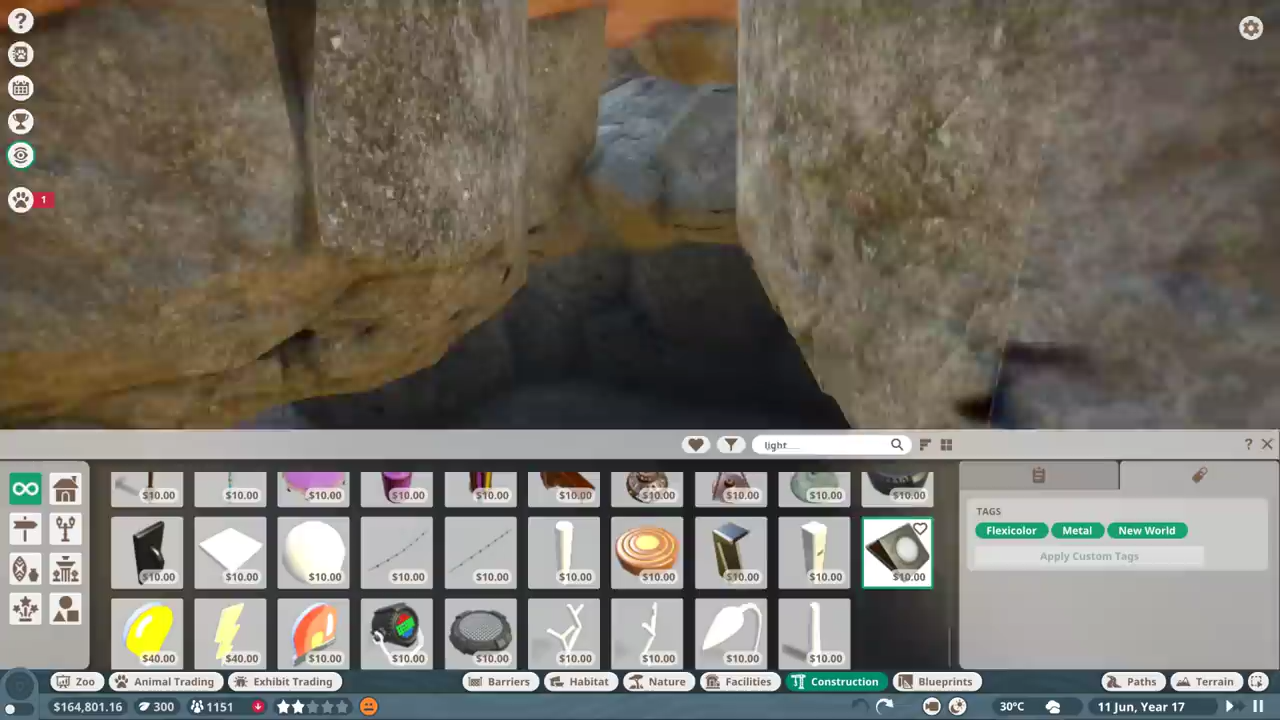 ?
1
light
?
$10.00 $10.00 $10.00 $10.00 $10.00 $10.00 $10.00 $10.00 $10.00 $10.00
$10.00 $10.00 $10.00 $10.00 $10.00 $10.00 $10.00 $10.00 $10.00 $10.00
$40.00 $40.00 $10.00 $10.00 $10.00 $10.00 $10.00 $10.00 $10.00
TAGS
Flexicolor Metal New World
Apply Custom Tags
Zoo Animal Trading Exhibit Trading Barriers Habitat Nature Facilities Construction Blueprints Paths Terrain
$164,801.16 300 1151 30°C 11 Jun, Year 17